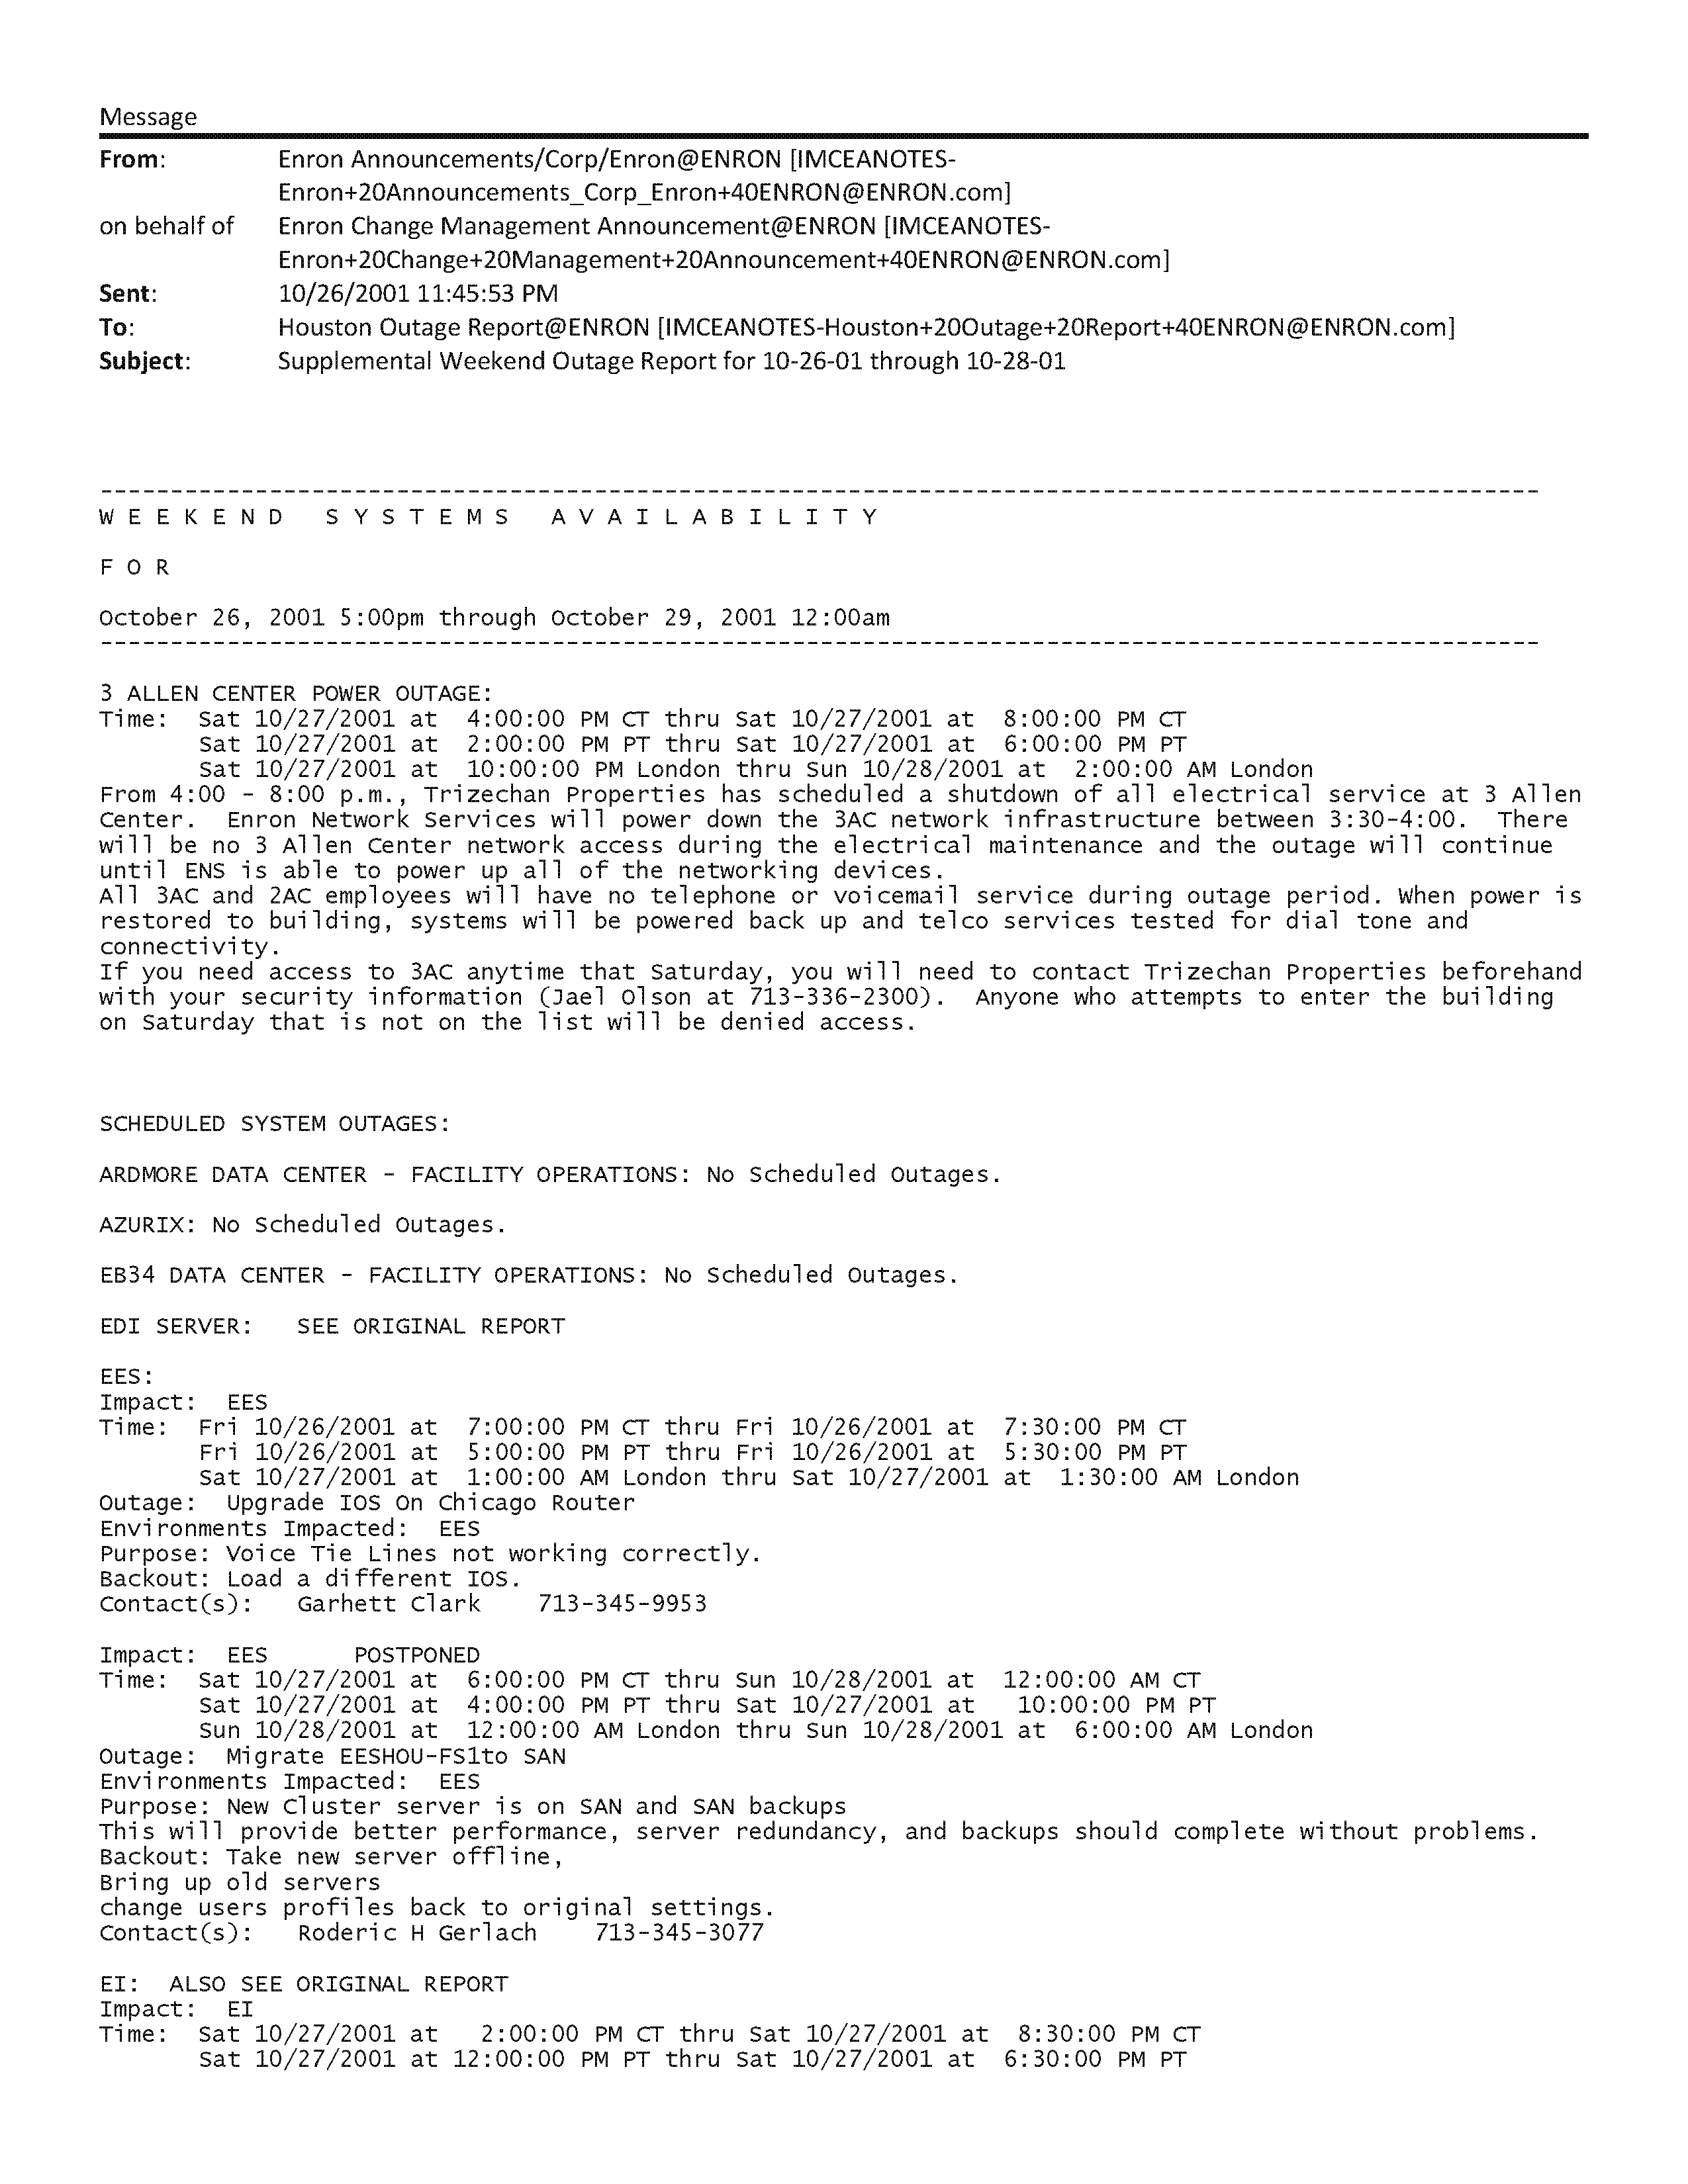 Message
From: Enron Announcements/Corp/Enron@ENRON [IMCEANOTES-
Enron+20Announcements_Corp_Enron+40ENRON@ENRON.com]
on behalf of Enron Change Management Announcement@ENRON [IMCEANOTES-
Enron+20Change+20Management+20Announcement+40ENRON@ENRON.com]
Sent: 10/26/2001 11:45:53 PM
To: Houston Outage Report@ENRON [IMCEANOTES-Houston+20Outage+20Report+40ENRON@ENRON.com]
Subject: Supplemental Weekend Outage Report for 10-26-01 through 10-28-01
------------------------------------------------------------------------------------------------------
W E E K E N D   S Y S T E M S   A V A I L A B I L I T Y
F O R
October 26, 2001 5:00pm through October 29, 2001 12:00am
------------------------------------------------------------------------------------------------------
3 ALLEN CENTER POWER OUTAGE:
Time:  Sat 10/27/2001 at  4:00:00 PM CT thru Sat 10/27/2001 at  8:00:00 PM CT
Sat 10/27/2001 at  2:00:00 PM PT thru Sat 10/27/2001 at  6:00:00 PM PT
Sat 10/27/2001 at  10:00:00 PM London thru Sun 10/28/2001 at  2:00:00 AM London
From 4:00 - 8:00 p.m., Trizechan Properties has scheduled a shutdown of all electrical service at 3 Allen
Center.  Enron Network Services will power down the 3AC network infrastructure between 3:30-4:00.  There
will be no 3 Allen Center network access during the electrical maintenance and the outage will continue
until ENS is able to power up all of the networking devices.
All 3AC and 2AC employees will have no telephone or voicemail service during outage period. When power is
restored to building, systems will be powered back up and telco services tested for dial tone and
connectivity.
If you need access to 3AC anytime that Saturday, you will need to contact Trizechan Properties beforehand
with your security information (Jael Olson at 713-336-2300).  Anyone who attempts to enter the building
on Saturday that is not on the list will be denied access.
SCHEDULED SYSTEM OUTAGES:
ARDMORE DATA CENTER - FACILITY OPERATIONS: No Scheduled Outages.
AZURIX: No Scheduled Outages.
EB34 DATA CENTER - FACILITY OPERATIONS: No Scheduled Outages.
EDI SERVER:   SEE ORIGINAL REPORT
EES:
Impact:  EES
Time:  Fri 10/26/2001 at  7:00:00 PM CT thru Fri 10/26/2001 at  7:30:00 PM CT
Fri 10/26/2001 at  5:00:00 PM PT thru Fri 10/26/2001 at  5:30:00 PM PT
Sat 10/27/2001 at  1:00:00 AM London thru Sat 10/27/2001 at  1:30:00 AM London
Outage:  Upgrade IOS On Chicago Router
Environments Impacted:  EES
Purpose: Voice Tie Lines not working correctly.
Backout: Load a different IOS.
Contact(s):   Garhett Clark    713-345-9953
Impact:  EES      POSTPONED
Time:  Sat 10/27/2001 at  6:00:00 PM CT thru Sun 10/28/2001 at  12:00:00 AM CT
Sat 10/27/2001 at  4:00:00 PM PT thru Sat 10/27/2001 at   10:00:00 PM PT
Sun 10/28/2001 at  12:00:00 AM London thru Sun 10/28/2001 at  6:00:00 AM London
Outage:  Migrate EESHOU-FS1to SAN
Environments Impacted:  EES
Purpose: New Cluster server is on SAN and SAN backups
This will provide better performance, server redundancy, and backups should complete without problems.
Backout: Take new server offline,
Bring up old servers
change users profiles back to original settings.
Contact(s):   Roderic H Gerlach    713-345-3077
EI:  ALSO SEE ORIGINAL REPORT
Impact:  EI
Time:  Sat 10/27/2001 at   2:00:00 PM CT thru Sat 10/27/2001 at  8:30:00 PM CT
Sat 10/27/2001 at 12:00:00 PM PT thru Sat 10/27/2001 at  6:30:00 PM PT